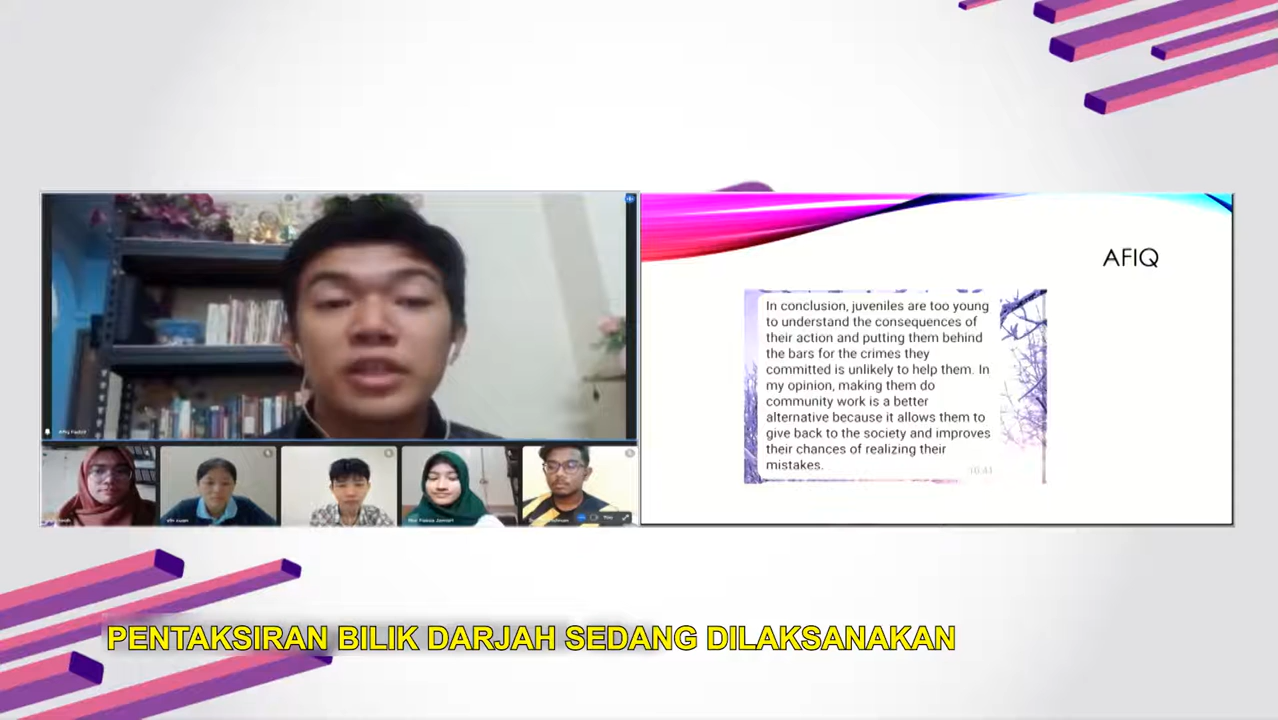 AFIQ
In conclusion, juveniles are too young
to understand the consequences of
their action and putting them behind
the bars for the crimes they
committed is unlikely to help them. In
my opinion, making them do
community work is a better
alternative because it allows them to
give back to the society and improves
their chances of realizing their
mistakes.
10:41
You
PENTAKSIRAN BILIK DARJAH SEDANG DILAKSANAKAN